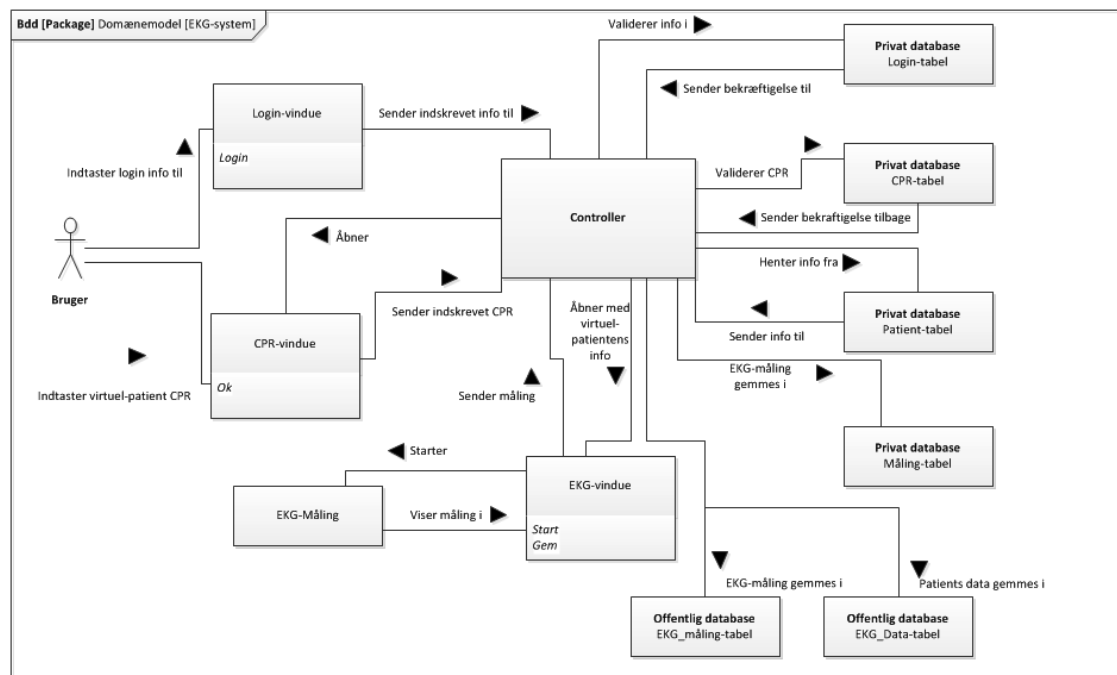 Bdd [Package] Domænemodel [EKG-system]
Validerer info i
Privat database
Login-tabel
Sender bekræftigelse til
Login-vindue
Login
Sender indskrevet info til
Indtaster login info til
Privat database
CPR-tabel
Validerer CPR
Controller
Sender bekraftigelse tilbage
Åbner
Bruger
Henter info fra
Sender indskrevet CPR
Åbner med
virtuel-
patientens
info
Privat database
Patient-tabel
Sender info til
CPR-vindue
Ok
Indtaster virtuel-patient CPR
EKG-måling
gemmes i
Sender måling
Privat database
Måling-tabel
Starter
EKG-vindue
Start
Gem
EKG-Måling
Viser måling i
EKG-måling gemmes i
Patients data gemmes i
Offentlig database
EKG_måling-tabel
Offentlig database
EKG_Data-tabel